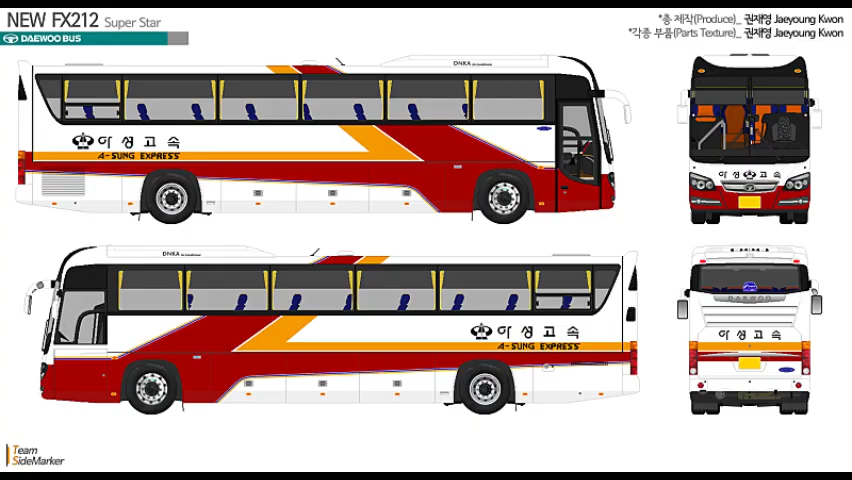 NEW FX212 Super Star
DAEWOO BUS
*총 제작(Produce)_ 권재영 Jaeyoung Kwon
*각종 부품(Parts Texture)_ 권재영 Jaeyoung Kwon
DNKA
아성고속
A-SUNG EXPRESS
아성 고속
DNKA
아성고속
A-SUNG EXPRESS
DAEWOO
아성고속
Team
SideMarker